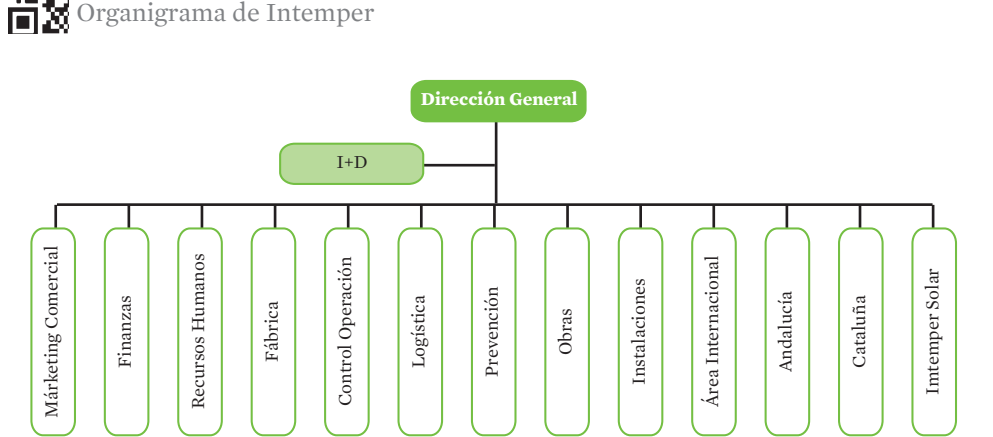 Organigrama de Intemper
Dirección General
I+D
Márketing Comercial
Finanzas
Recursos Humanos
Fábrica
Control Operación
Logística
Prevención
Obras
Instalaciones
Área Internacional
Andalucía
Cataluña
Imtemper Solar